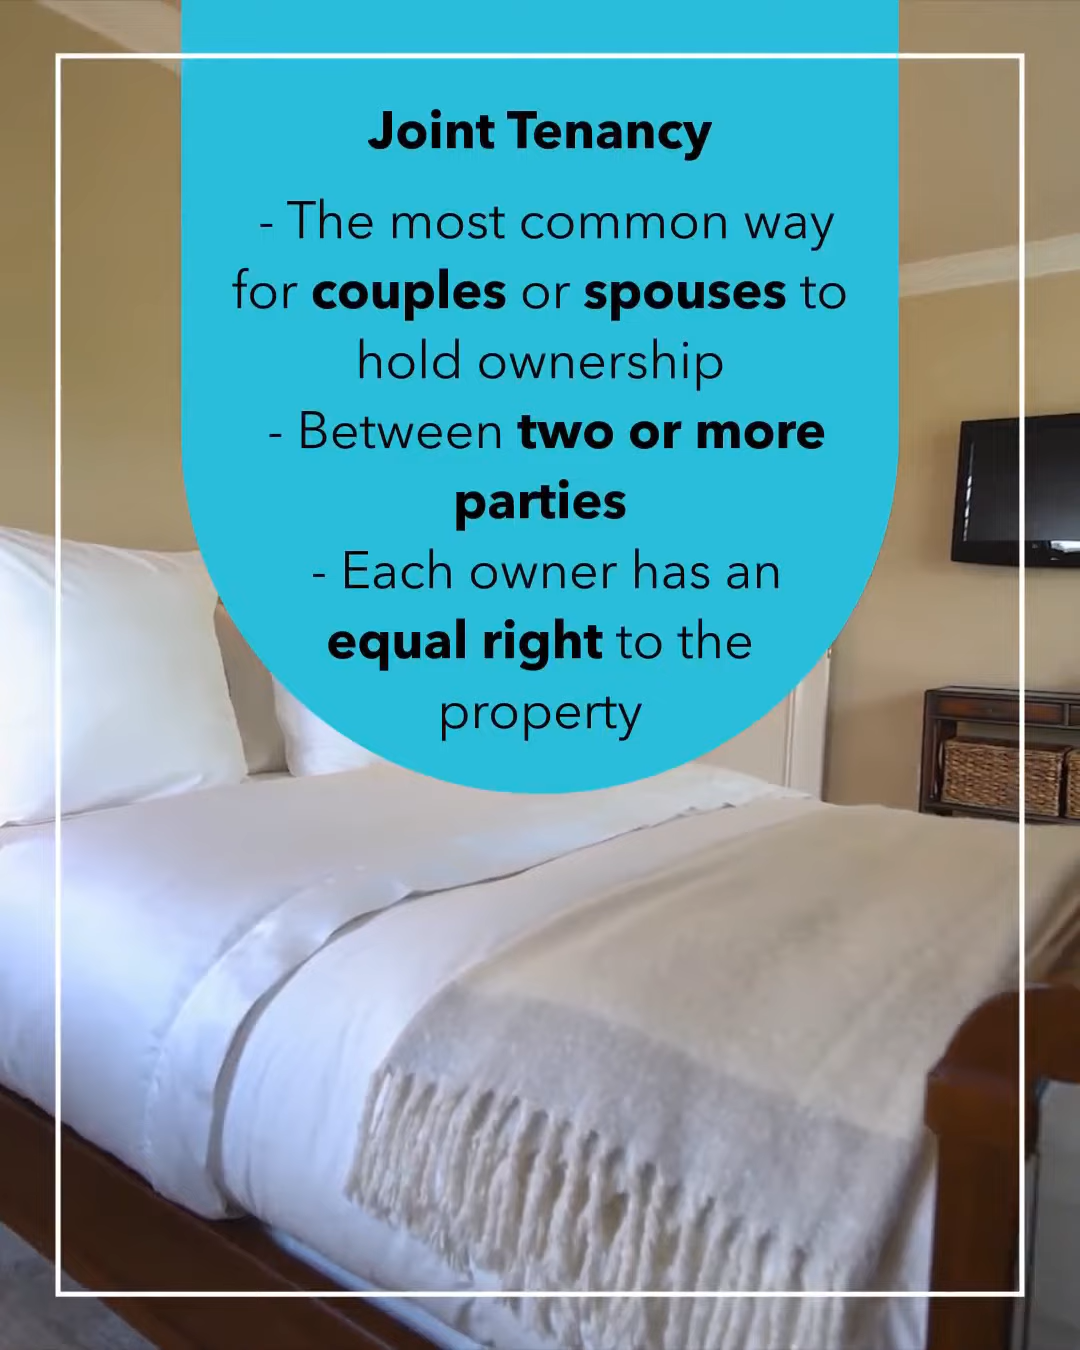 Joint Tenancy
- The most common way
for couples or spouses to
hold ownership
- Between two or more
parties
- Each owner has an
equal right to the
property